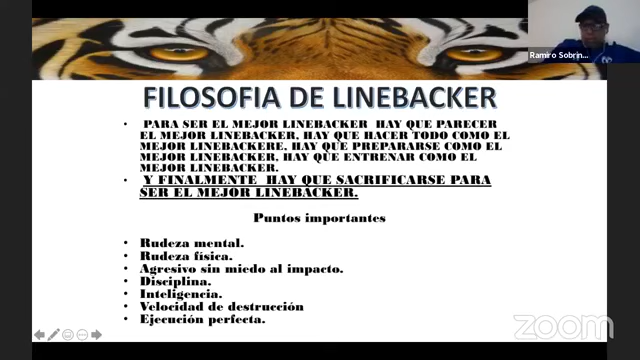 Ramiro Sobrin...
FILOSOFIA DE LINEBACKER
• PARA SER EL MEJOR LINEBACKER HAY QUE PARECER
EL MEJOR LINEBACKER, HAY QUE HACER TODO COMO EL
MEJOR LINEBACKERE, HAY QUE PREPARARSE COMO EL
MEJOR LINEBACKER, HAY QUE ENTRENAR COMO EL
MEJOR LINEBACKER.
• Y FINALMENTE HAY QUE SACRIFICARSE PARA
SER EL MEJOR LINEBACKER.
Puntos importantes
• Rudeza mental.
• Rudeza física.
• Agresivo sin miedo al impacto.
• Disciplina.
• Inteligencia.
• Velocidad de destrucción
• Ejecución perfecta.
zoom